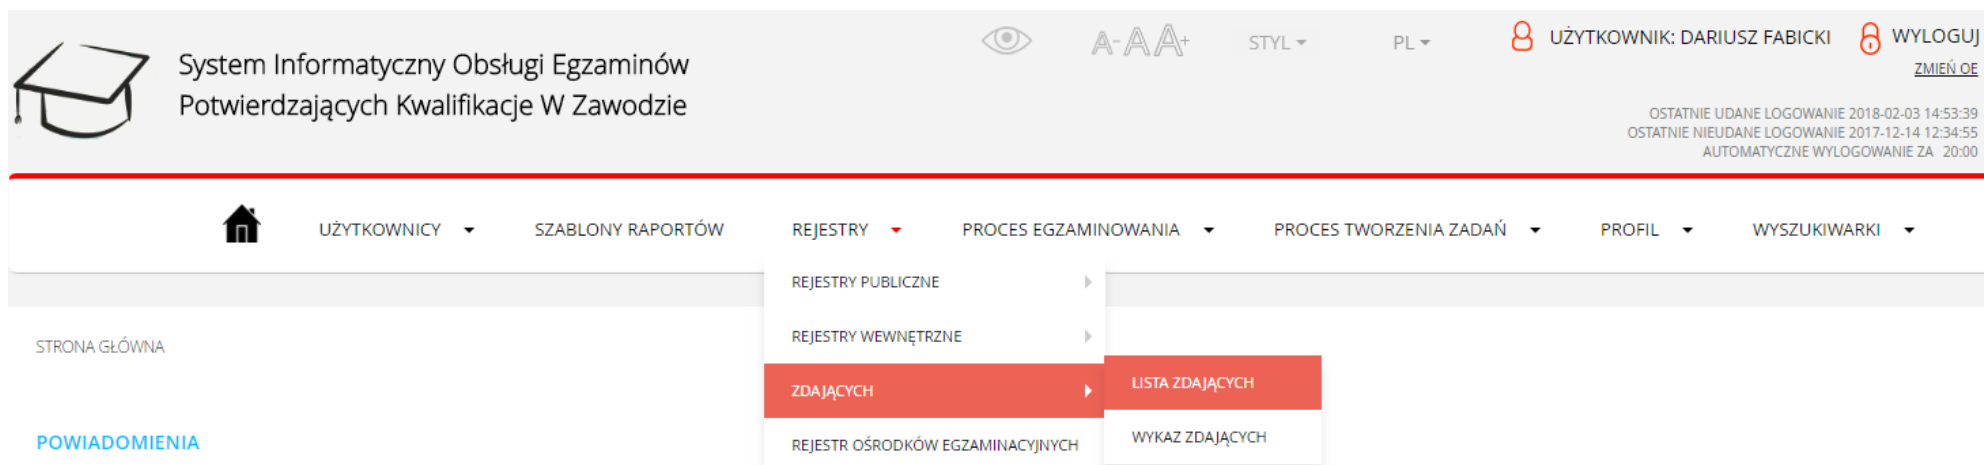 System Informatyczny Obsługi Egzaminów
Potwierdzających Kwalifikacje W Zawodzie
A- A A+
STYL
PL
UŻYTKOWNIK: DARIUSZ FABICKI
WYLOGUJ
ZMIEŃ OE
OSTATNIE UDANE LOGOWANIE 2018-02-03 14:53:39
OSTATNIE NIEUDANE LOGOWANIE 2017-12-14 12:34:55
AUTOMATYCZNE WYLOGOWANIE ZA 20:00
UŻYTKOWNICY
SZABLONY RAPORTÓW
REJESTRY
PROCES EGZAMINOWANIA
PROCES TWORZENIA ZADAŃ
PROFIL
WYSZUKIWARKI
REJESTRY PUBLICZNE
REJESTRY WEWNĘTRZNE
ZDAJĄCYCH
REJESTR OŚRODKÓW EGZAMINACYJNYCH
LISTA ZDAJĄCYCH
WYKAZ ZDAJĄCYCH
STRONA GŁÓWNA
POWIADOMIENIA